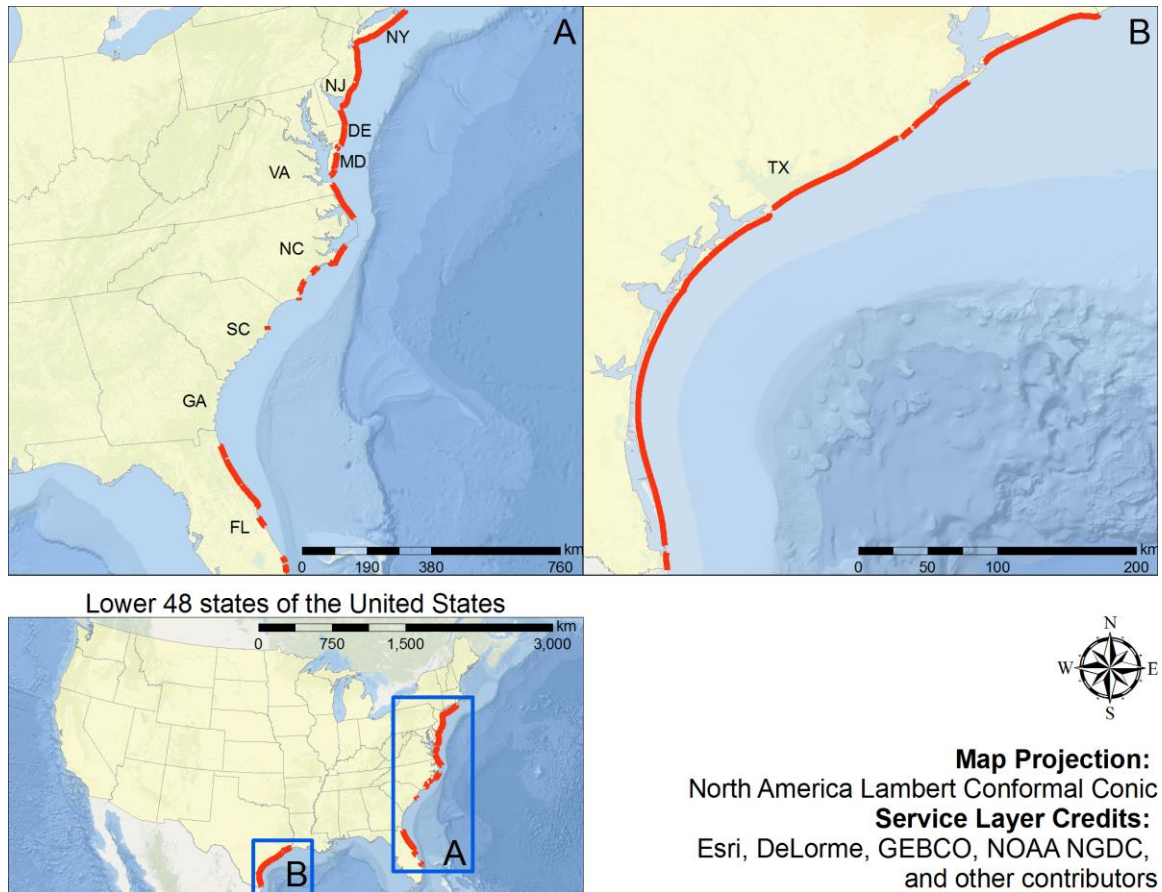 A
NY
NJ
DE
MD
VA
NC
SC
GA
FL
km
0 190 380 760
B
TX
km
0 50 100 200
Lower 48 states of the United States
km
0 750 1,500 3,000
A
B
N
W E
S
Map Projection:
North America Lambert Conformal Conic
Service Layer Credits:
Esri, DeLorme, GEBCO, NOAA NGDC,
and other contributors